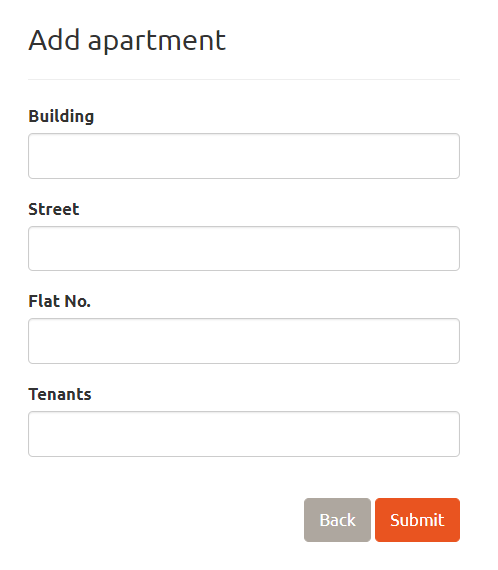 Add apartment
Building
Street
Flat No.
Tenants
Back Submit